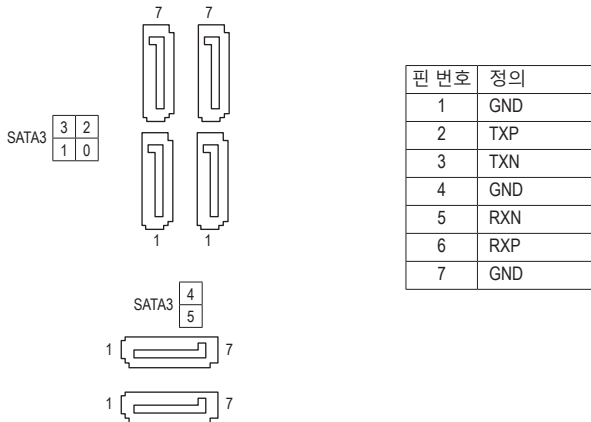 7 7
SATA3
3 2
1 0
1 1
SATA3
4
5
1 7
1 7
핀 번호 정의
1 GND
2 TXP
3 TXN
4 GND
5 RXN
6 RXP
7 GND